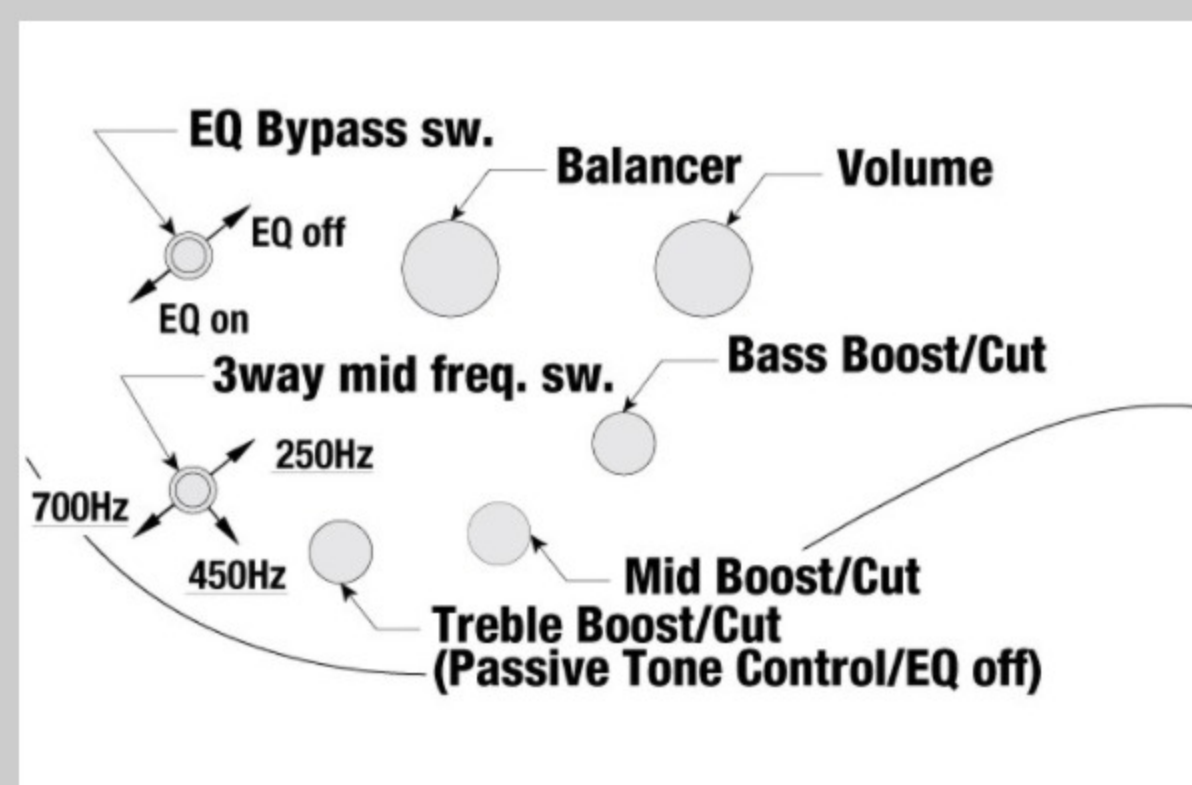 EQ Bypass sw.
Balancer
Volume
EQ off
EQ on
Bass Boost/Cut
3way mid freq. sw.
250Hz
700Hz
450Hz
Mid Boost/Cut
Treble Boost/Cut
(Passive Tone Control/EQ off)